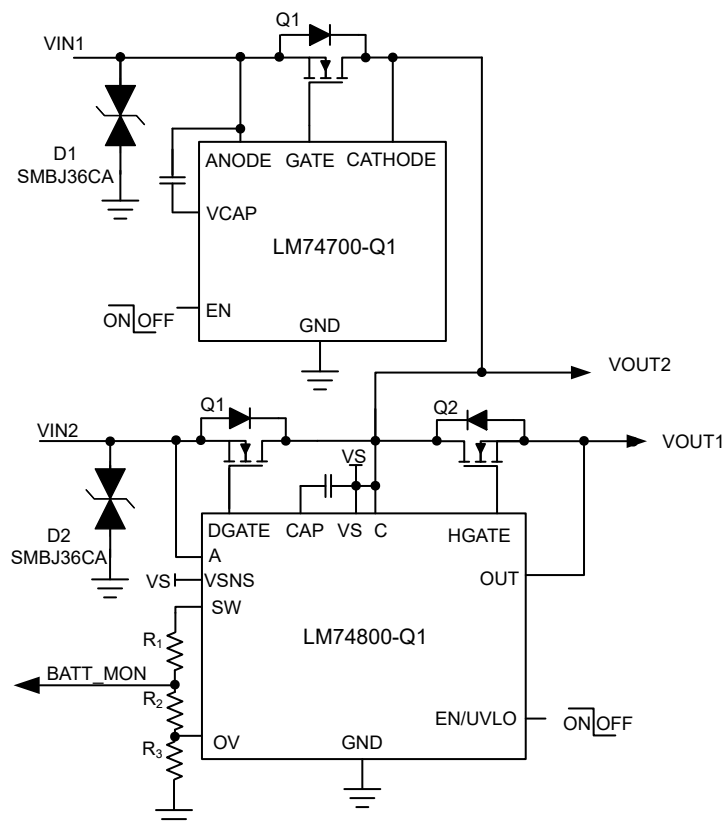 Q1
VIN1
D1
SMBJ36CA
ANODE GATE CATHODE
VCAP
LM74700-Q1
EN
ON OFF
GND
VOUT2
Q1
Q2
VIN2
VOUT1
VS
D2
SMBJ36CA
DGATE CAP VS C HGATE
A
VS VSNS
OUT
SW
R1
LM74800-Q1
BATT_MON
R2
EN/UVLO
ON OFF
R3
OV
GND